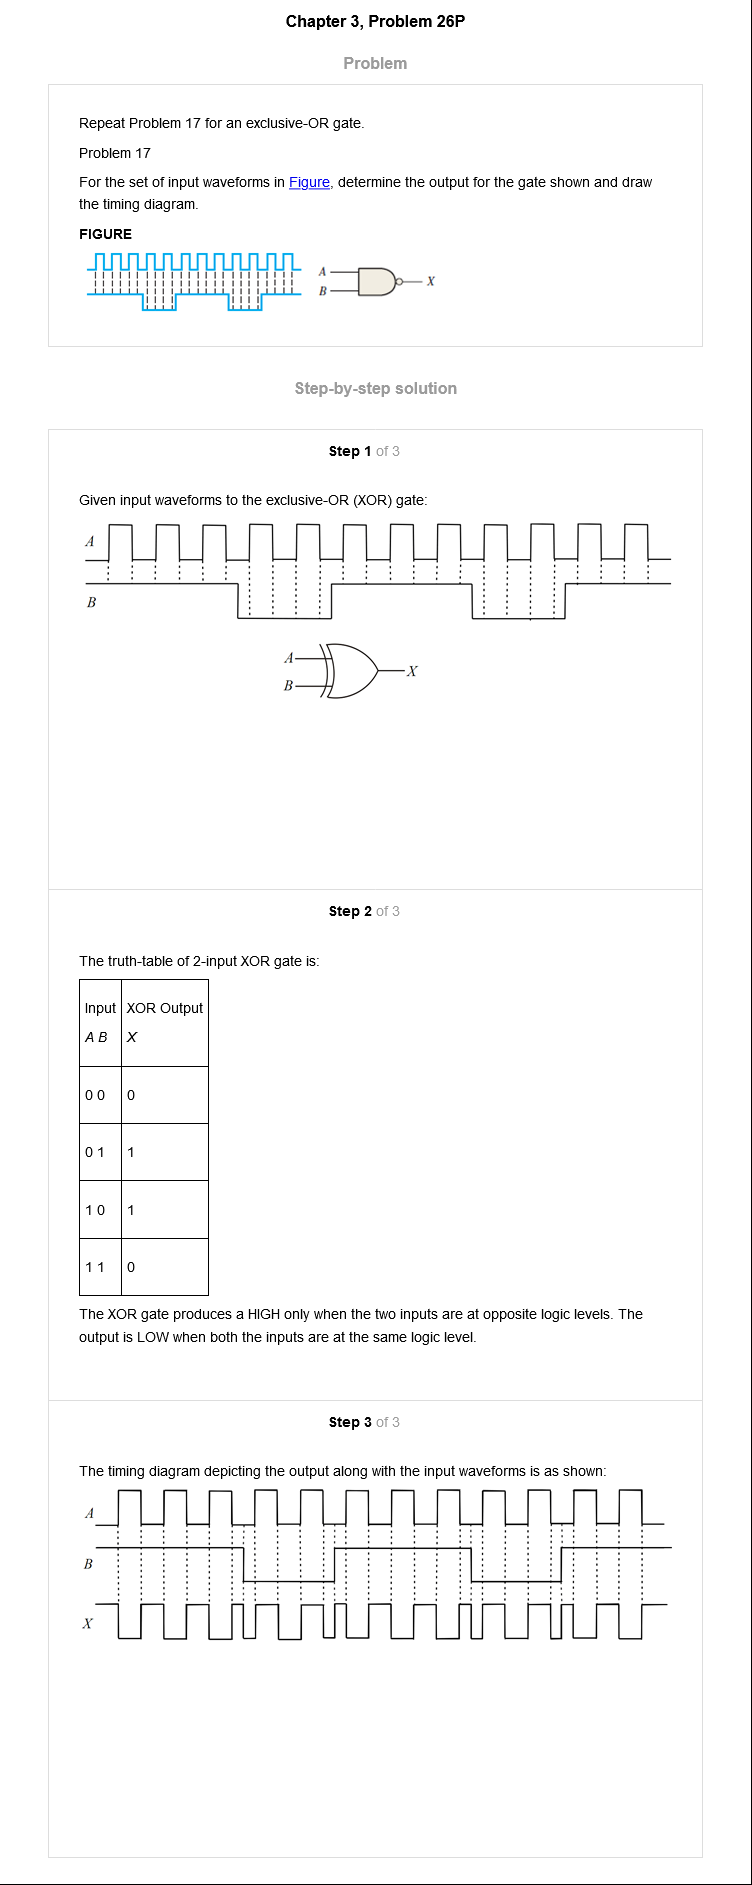 Chapter 3, Problem 26P
Problem
Repeat Problem 17 for an exclusive-OR gate.
Problem 17
For the set of input waveforms in Figure, determine the output for the gate shown and draw
the timing diagram.
FIGURE
A
B
X
Step-by-step solution
Step 1 of 3
Given input waveforms to the exclusive-OR (XOR) gate:
A
B
A
B
X
Step 2 of 3
The truth-table of 2-input XOR gate is:
Input XOR Output
A B X
0 0 0
0 1 1
1 0 1
1 1 0
The XOR gate produces a HIGH only when the two inputs are at opposite logic levels. The
output is LOW when both the inputs are at the same logic level.
Step 3 of 3
The timing diagram depicting the output along with the input waveforms is as shown:
A
B
X